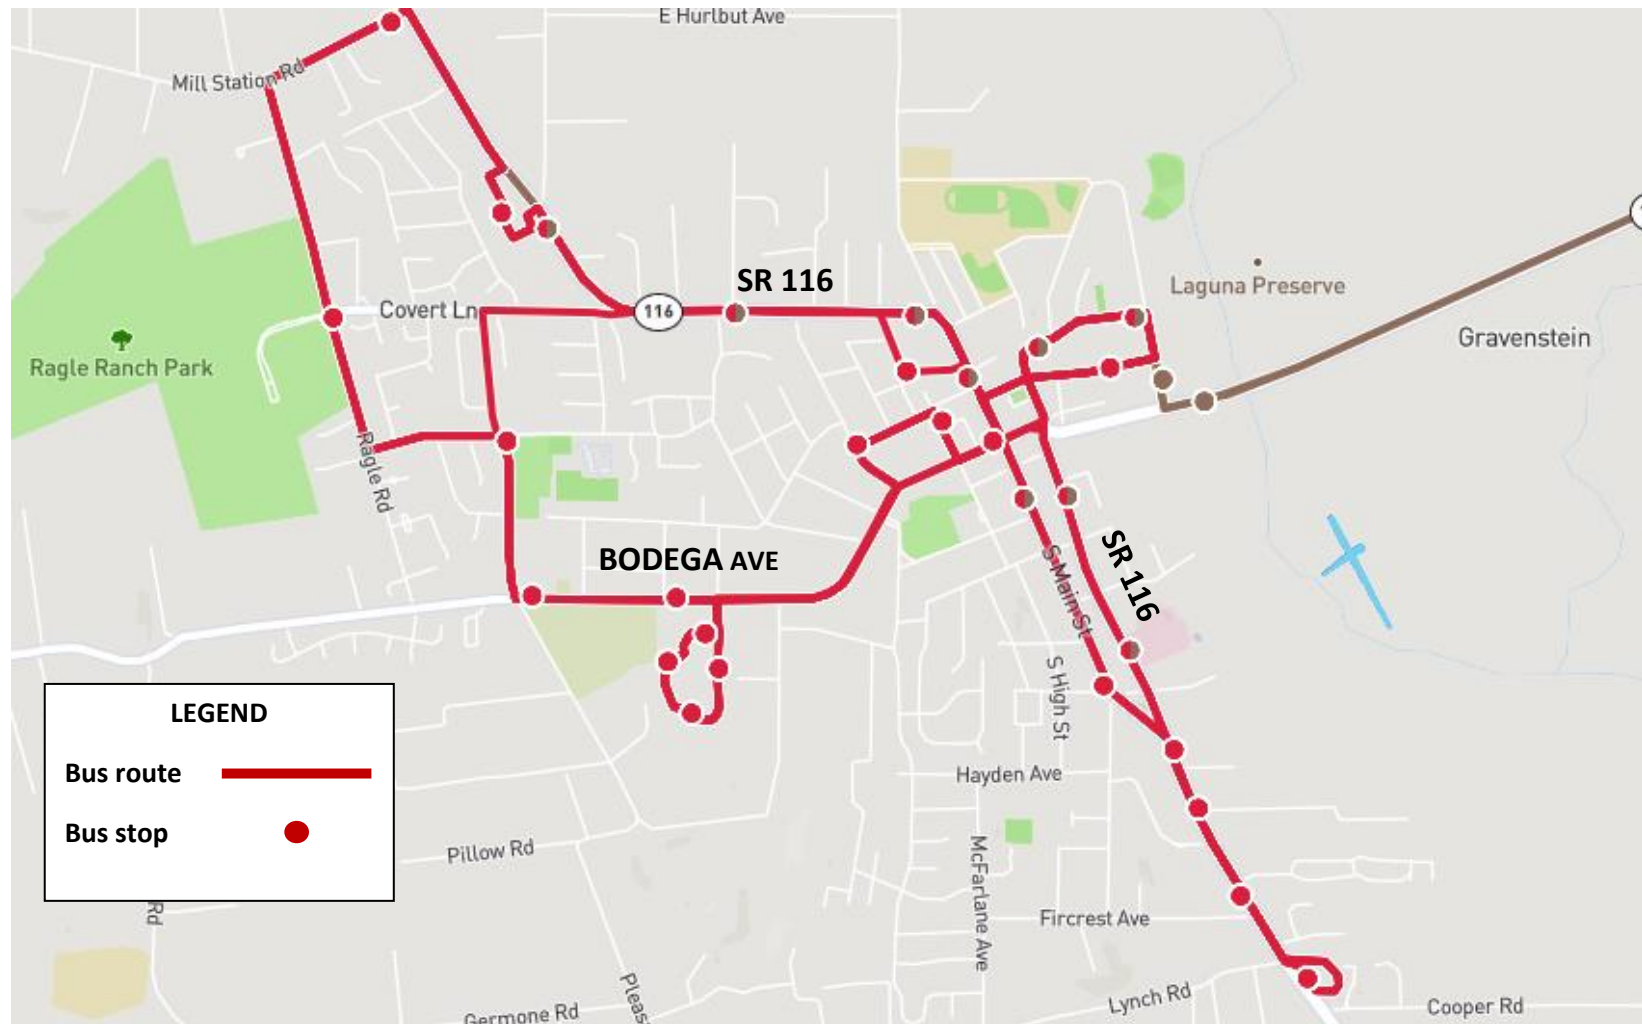 E Hurlbut Ave
Mill Station Rd
SR 116
Covert Ln
116
Laguna Preserve
Gravenstein
Ragle Ranch Park
Ragle Rd
BODEGA AVE
SR 116
S Main St
S High St
LEGEND
Bus route
Bus stop
Hayden Ave
Pillow Rd
McFarlane Ave
Rd
Fircrest Ave
Pleas
Lynch Rd
Cooper Rd
Germone Rd